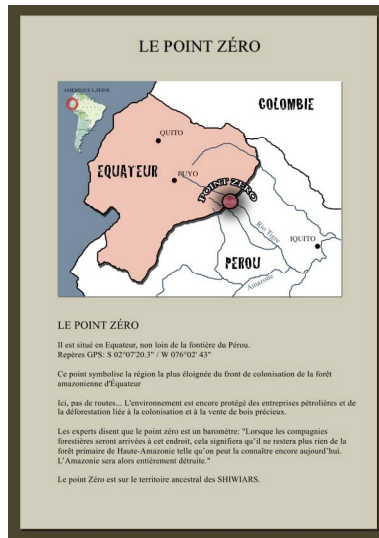 LE POINT ZÉRO
AMÉRIQUE LATINE
COLOMBIE
QUITO
EQUATEUR
PUYO
POINT ZERO
Rio Tigre
IQUITO
PEROU
Amazone
LE POINT ZÉRO
Il est situé en Equateur, non loin de la fontière du Pérou.
Repères GPS: S 02°07'20.3" / W 076°02' 43"
Ce point symbolise la région la plus éloignée du front de colonisation de la forêt
amazonienne d'Équateur
Ici, pas de routes... L'environnement est encore protégé des entreprises pétrolières et de
la déforestation liée à la colonisation et à la vente de bois précieux.
Les experts disent que le point zéro est un baromètre: "Lorsque les compagnies
forestières seront arrivées à cet endroit, cela signifiera qu'il ne restera plus rien de la
forêt primaire de Haute-Amazonie telle qu'on peut la connaître encore aujourd'hui.
L'Amazonie sera alors entièrement détruite."
Le point Zéro est sur le territoire ancestral des SHIWIARS.